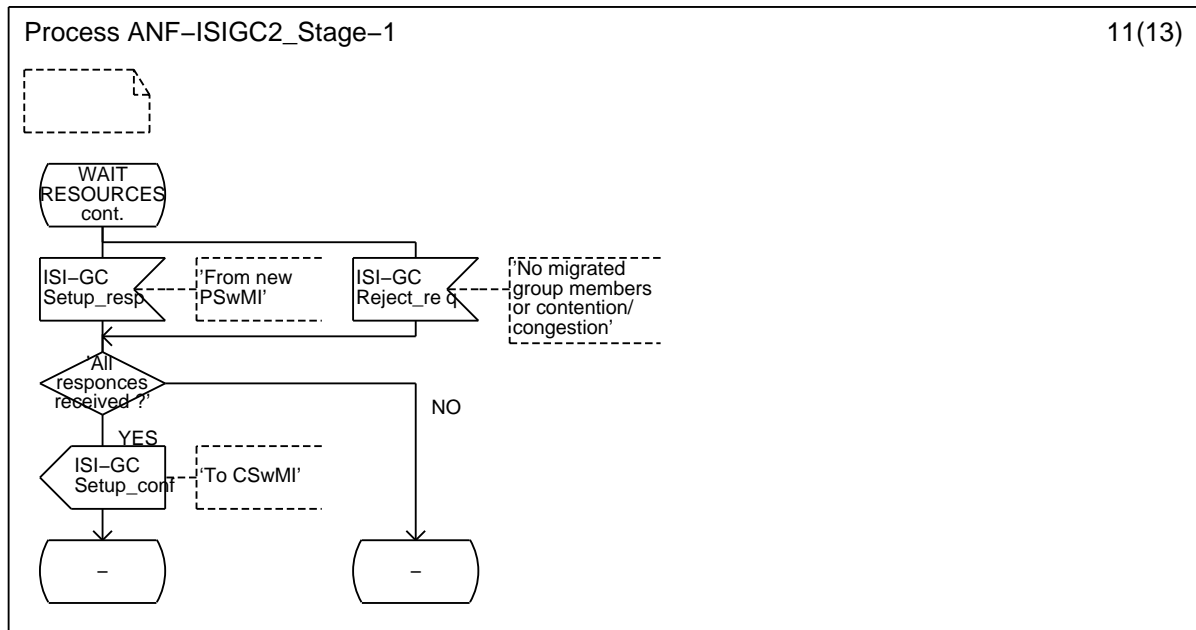 Process ANF–ISIGC2_Stage–1
11(13)
WAIT
RESOURCES
cont.
ISI–GC
Setup_resp
'From new
PSwMI'
ISI–GC
Reject_re q
'No migrated
group members
or contention/
congestion'
'All
responces
received ?'
NO
YES
ISI–GC
Setup_conf
'To CSwMI'
–
–